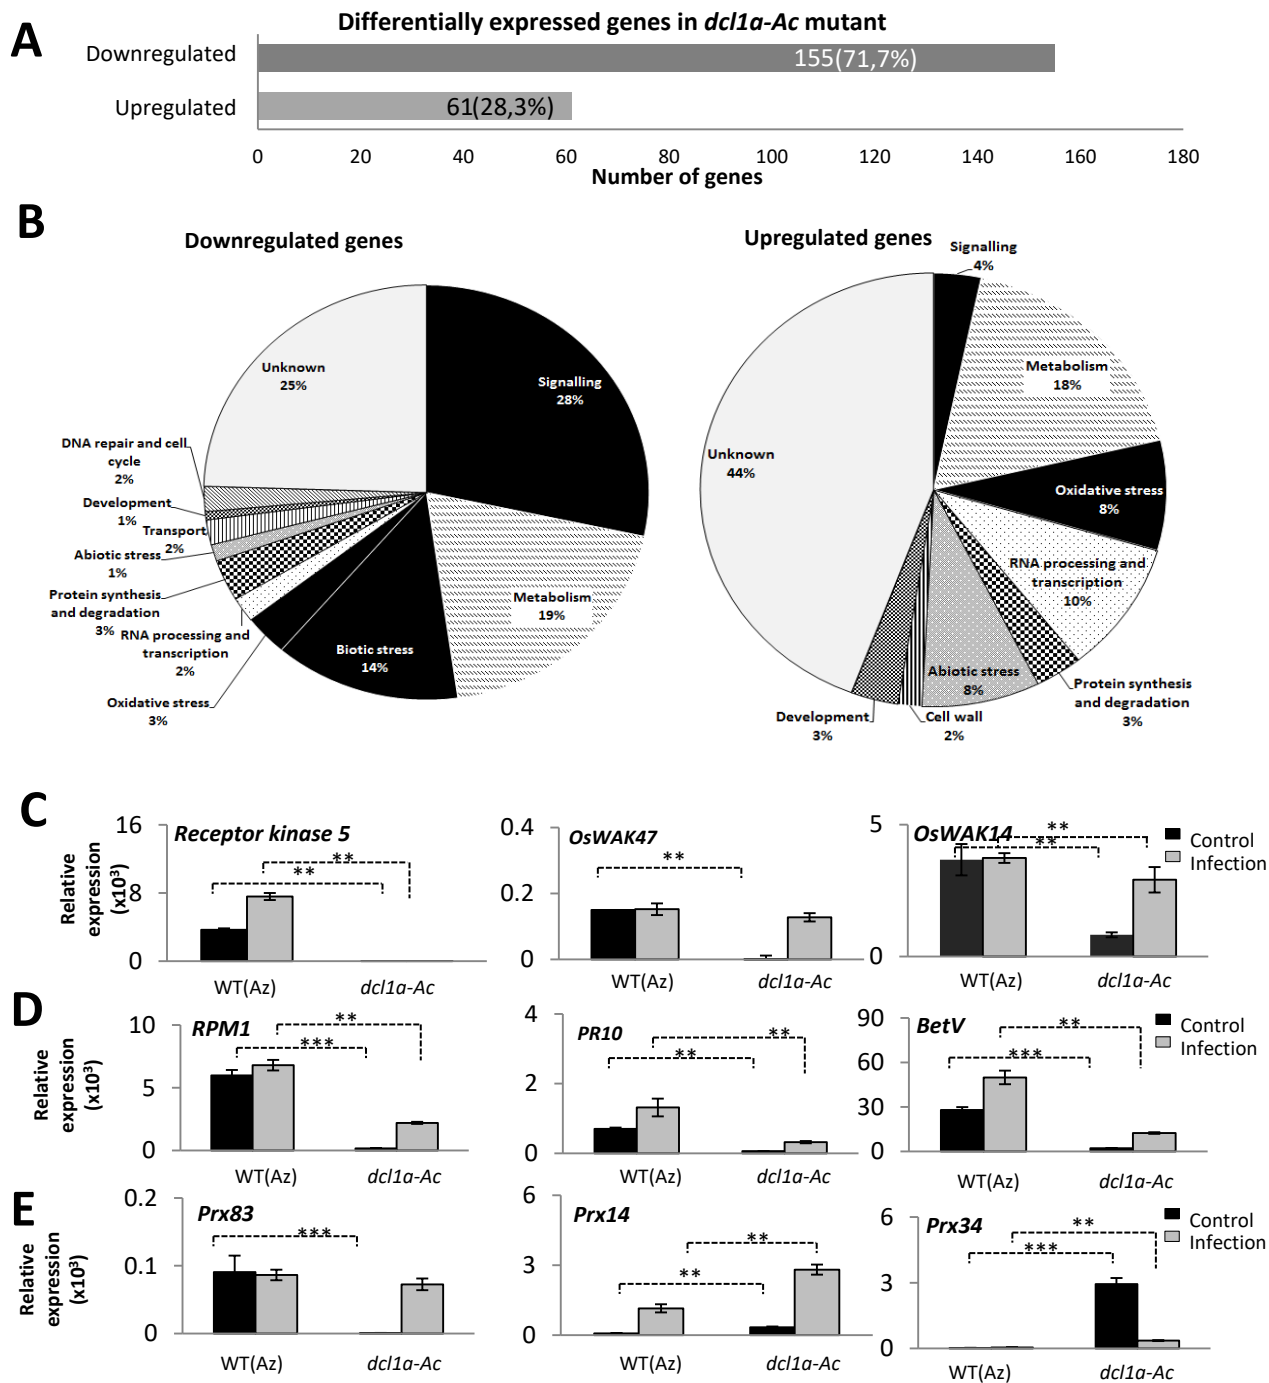 A
Differentially expressed genes in dcl1a-Ac mutant
Downregulated
155(71,7%)
Upregulated
61(28,3%)
0 20 40 60 80 100 120 140 160 180
Number of genes
B
Downregulated genes
Unknown
25%
Signalling
28%
DNA repair and cell
cycle
2%
Development
1%
Transport
2%
Abiotic stress
1%
Protein synthesis
and degradation
3%
RNA processing and
transcription
2%
Oxidative stress
3%
Biotic stress
14%
Metabolism
19%
Upregulated genes
Signalling
4%
Metabolism
18%
Unknown
44%
Oxidative stress
8%
RNA processing and
transcription
10%
Abiotic stress
8%
Protein synthesis
and degradation
3%
Development
3%
Cell wall
2%
C
Relative
expression
(x10³)
16
8
0
Receptor kinase 5
**
**
WT(Az) dcl1a-Ac
0.4
0.2
0
OsWAK47
**
WT(Az) dcl1a-Ac
5
0
OsWAK14
**
**
WT(Az) dcl1a-Ac
Control
Infection
D
Relative
expression
(x10³)
10
5
0
RPM1
**
***
WT(Az) dcl1a-Ac
4
2
0
PR10
**
**
WT(Az) dcl1a-Ac
90
60
30
0
BetV
**
***
WT(Az) dcl1a-Ac
Control
Infection
E
Relative
expression
(x10³)
0.2
0.1
0
Prx83
***
WT(Az) dcl1a-Ac
6
3
0
Prx14
**
**
WT(Az) dcl1a-Ac
6
3
0
Prx34
**
***
WT(Az) dcl1a-Ac
Control
Infection